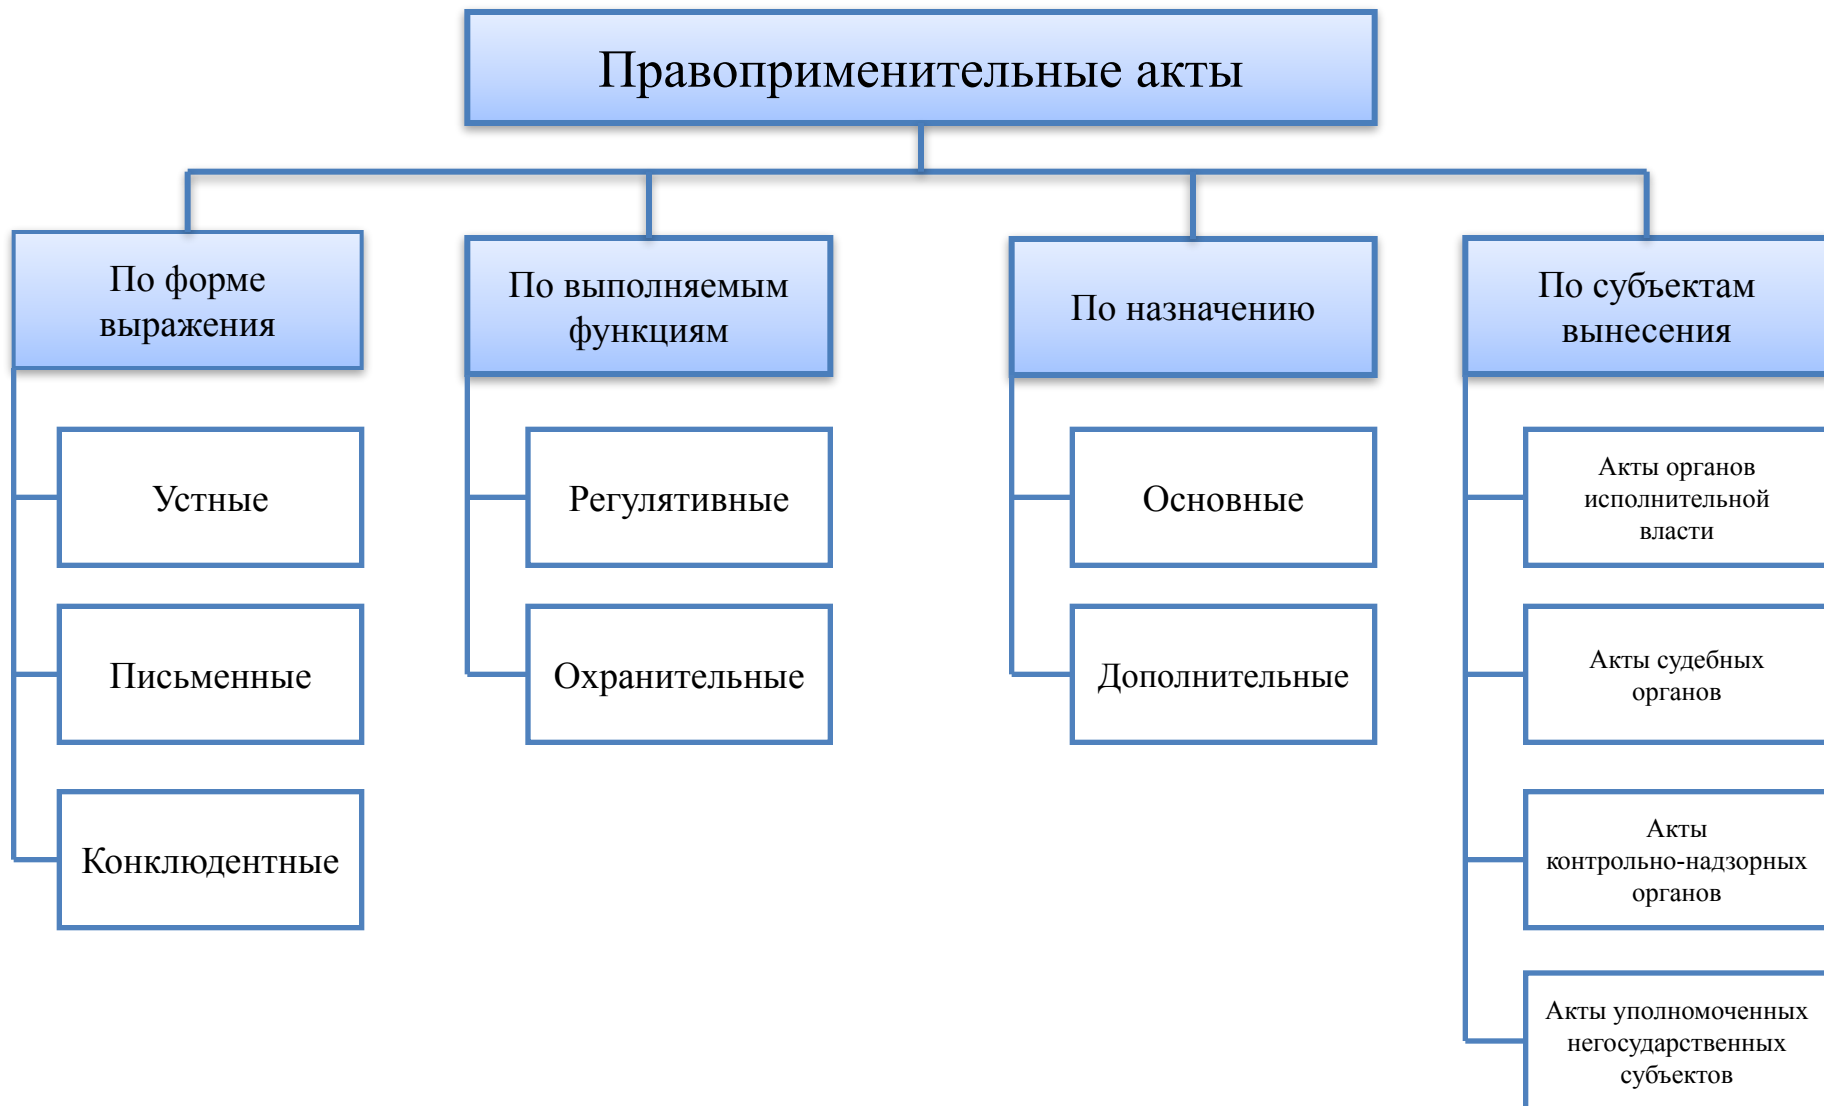 Правоприменительные акты
По форме
выражения
Устные
Письменные
Конклюдентные
По выполняемым
функциям
Регулятивные
Охранительные
По назначению
Основные
Дополнительные
По субъектам
вынесения
Акты органов
исполнительной
власти
Акты судебных
органов
Акты
контрольно-надзорных
органов
Акты уполномоченных
негосударственных
субъектов